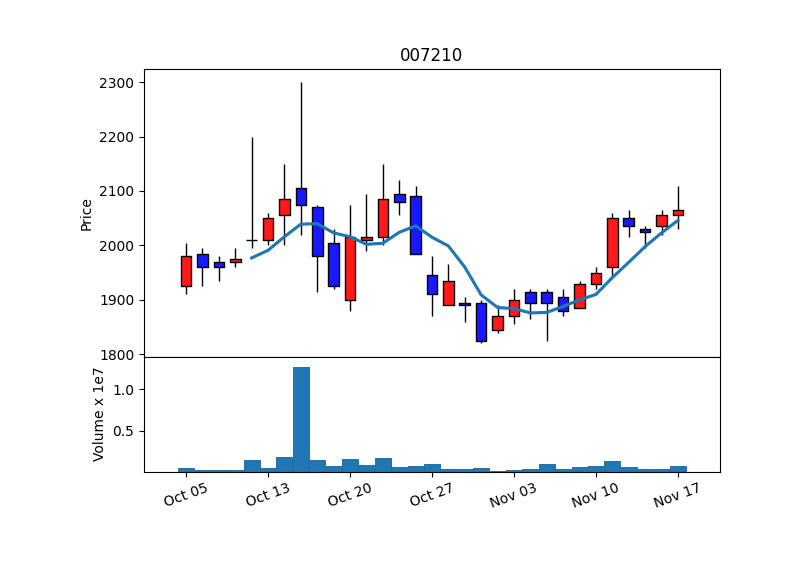 007210
2300
2200
2100
2000
1900
1800
Price
1.0
0.5
Volume x 1e7
Oct 05
Oct 13
Oct 20
Oct 27
Nov 03
Nov 10
Nov 17